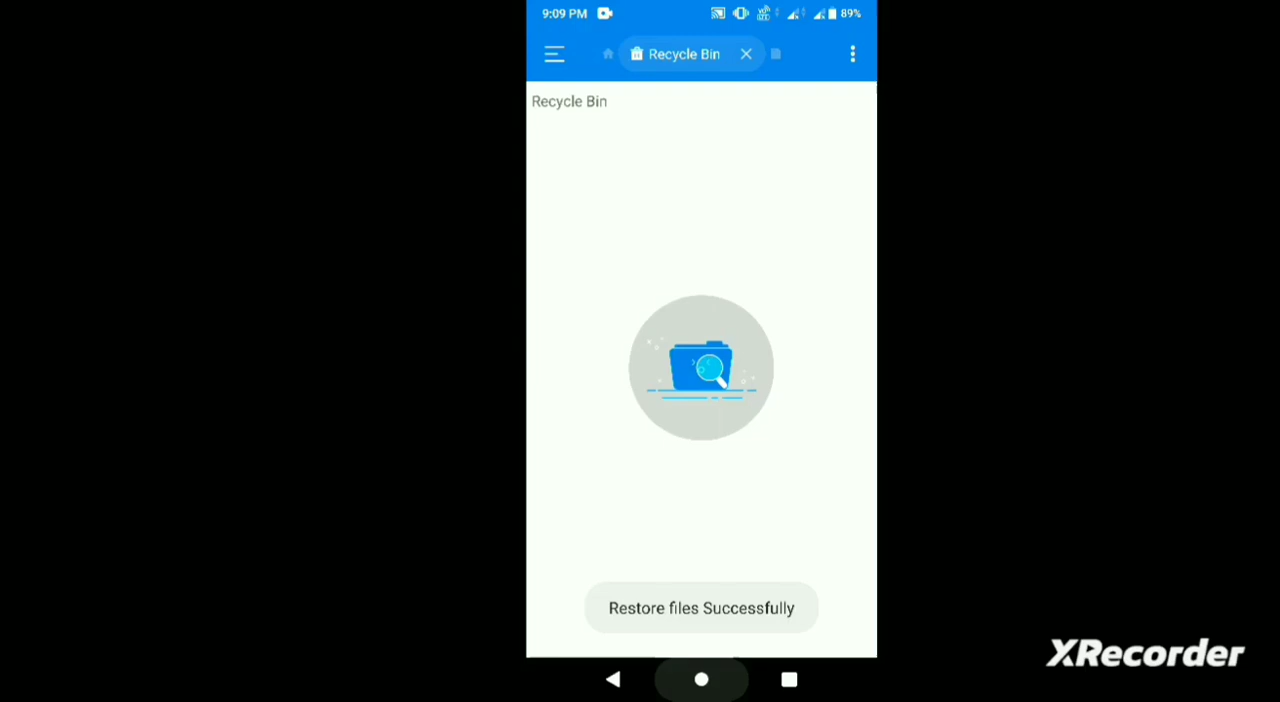 9:09 PM
89%
Recycle Bin
Recycle Bin
Restore files Successfully
XRecorder